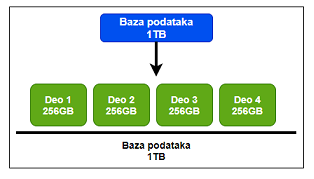 Baza podataka
1TB
Deo 1
256GB
Deo 2
256GB
Deo 3
256GB
Deo 4
256GB
Baza podataka
1TB